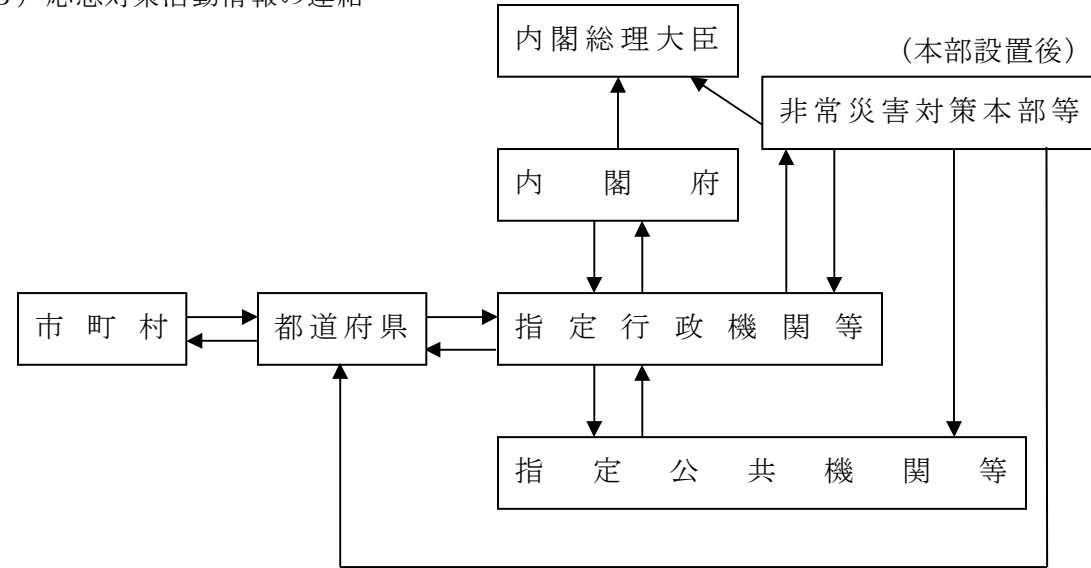 ）応急対策活動情報の連絡
内閣総理大臣
（本部設置後）
非常災害対策本部等
内閣府
市町村
都道府県
指定行政機関等
指定公共機関等